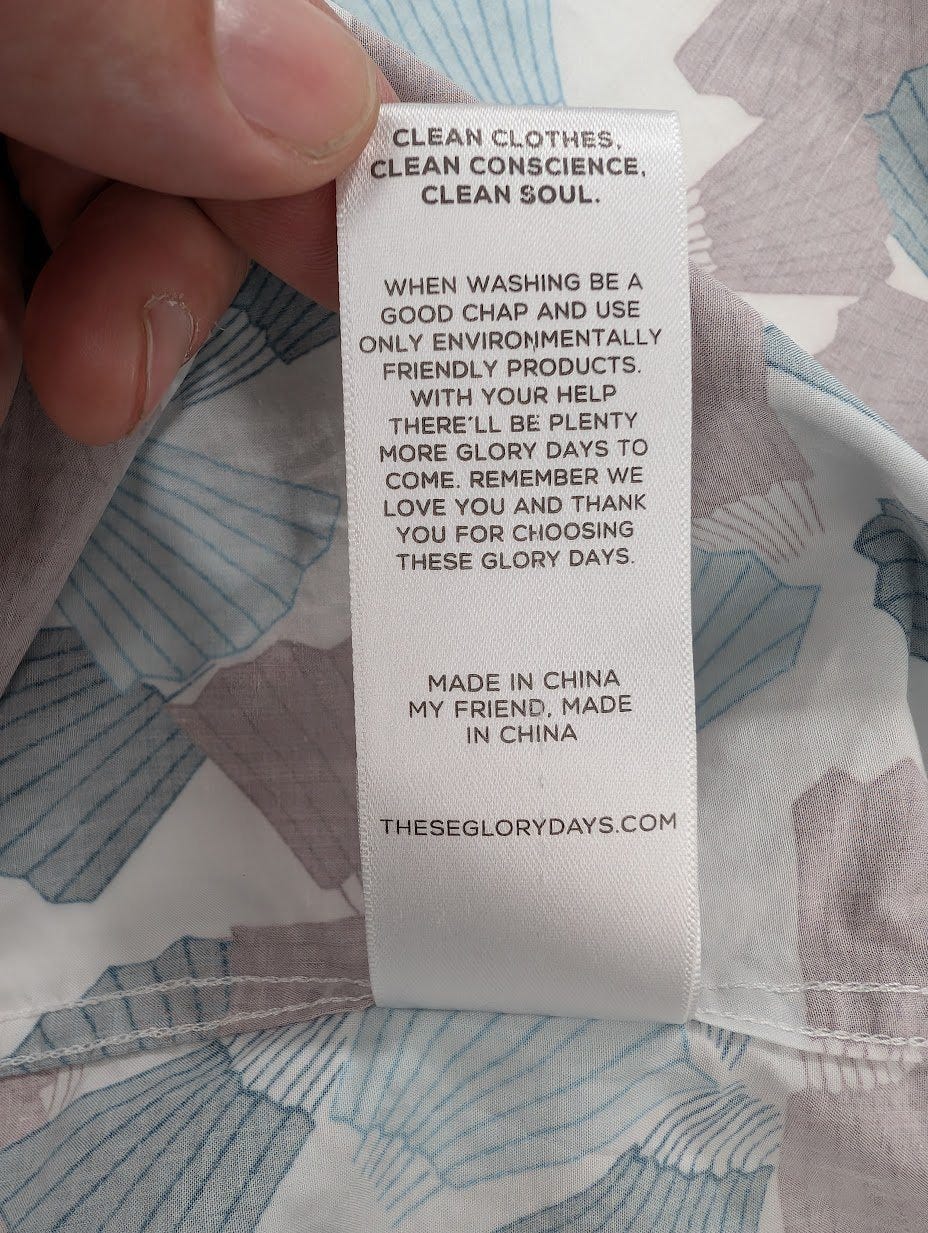 CLEAN CLOTHES,
CLEAN CONSCIENCE,
CLEAN SOUL.
WHEN WASHING BE A
GOOD CHAP AND USE
ONLY ENVIRONMENTALLY
FRIENDLY PRODUCTS.
WITH YOUR HELP
THERE'LL BE PLENTY
MORE GLORY DAYS TO
COME. REMEMBER WE
LOVE YOU AND THANK
YOU FOR CHOOSING
THESE GLORY DAYS.
MADE IN CHINA
MY FRIEND, MADE
IN CHINA
THESEGLORYDAYS.COM